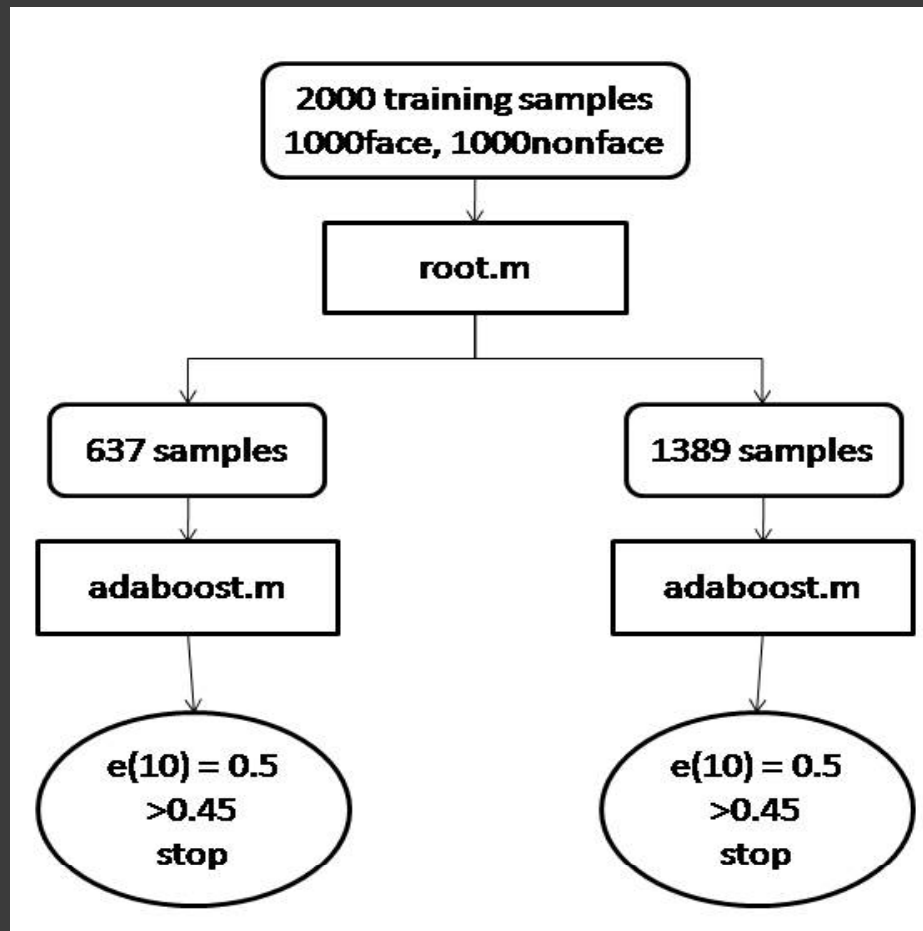 2000 training samples
1000face, 1000nonface
root.m
637 samples
1389 samples
adaboost.m
adaboost.m
e(10) = 0.5
>0.45
stop
e(10) = 0.5
>0.45
stop